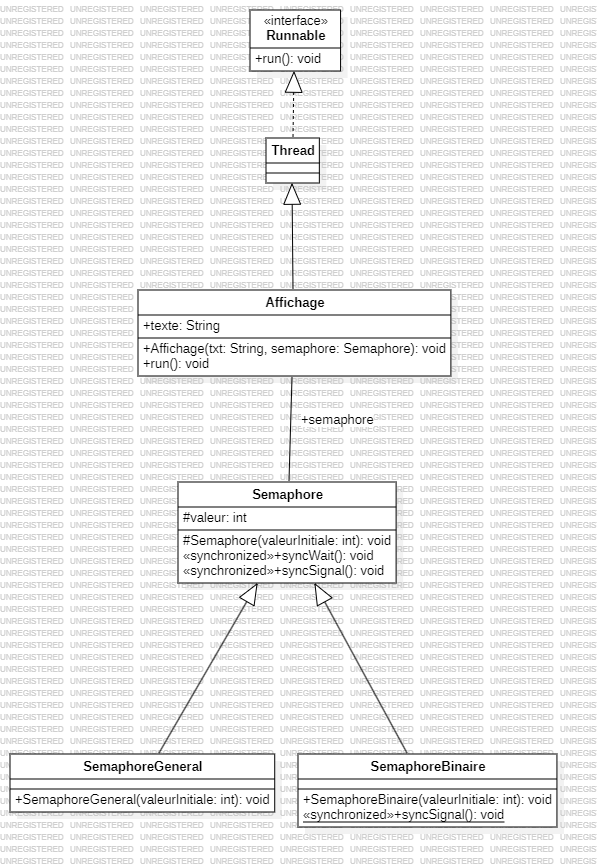 «interface»
Runnable
+run(): void
Thread
Affichage
+texte: String
+Affichage(txt: String, semaphore: Semaphore): void
+run(): void
+semaphore
Semaphore
#valeur: int
#Semaphore(valeurInitiale: int): void
«synchronized»+syncWait(): void
«synchronized»+syncSignal(): void
SemaphoreGeneral
+SemaphoreGeneral(valeurInitiale: int): void
SemaphoreBinaire
+SemaphoreBinaire(valeurInitiale: int): void
«synchronized»+syncSignal(): void
UNREGISTERED